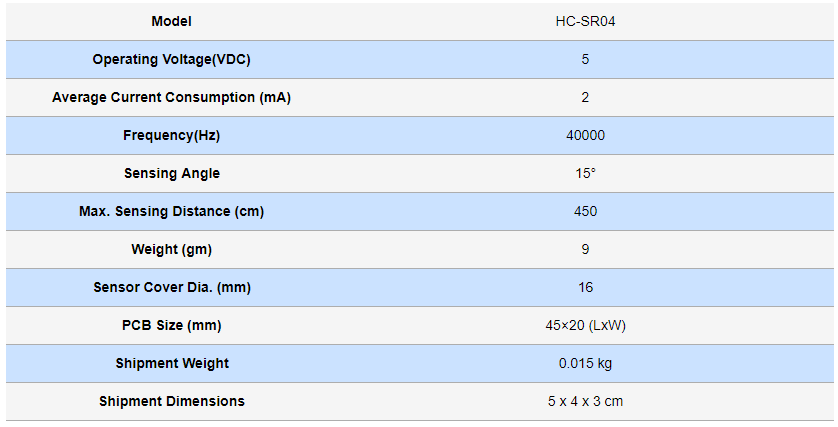 Model HC-SR04
Operating Voltage(VDC) 5
Average Current Consumption (mA) 2
Frequency(Hz) 40000
Sensing Angle 15°
Max. Sensing Distance (cm) 450
Weight (gm) 9
Sensor Cover Dia. (mm) 16
PCB Size (mm) 45×20 (LxW)
Shipment Weight 0.015 kg
Shipment Dimensions 5 x 4 x 3 cm